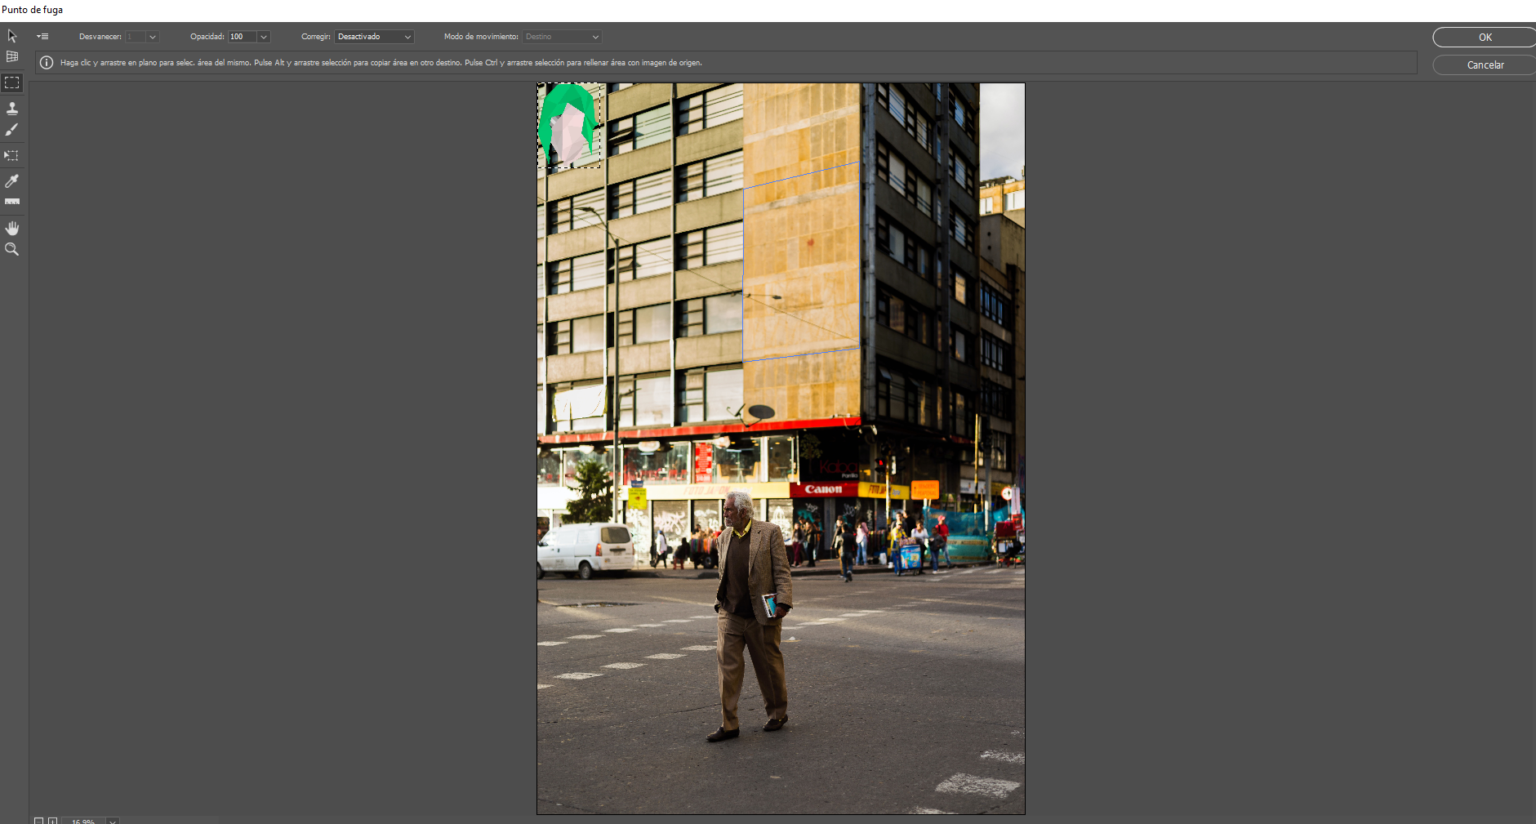 Punto de fuga
Desvanecer: 1 Opacidad: 100 Corregir: Desactivado Modo de movimiento: Destino
OK
Haga clic y arrastre en plano para selec. área del mismo. Pulse Alt y arrastre selección para copiar área en otro destino. Pulse Ctrl y arrastre selección para rellenar área con imagen de origen.
Cancelar
Canon
16,9%